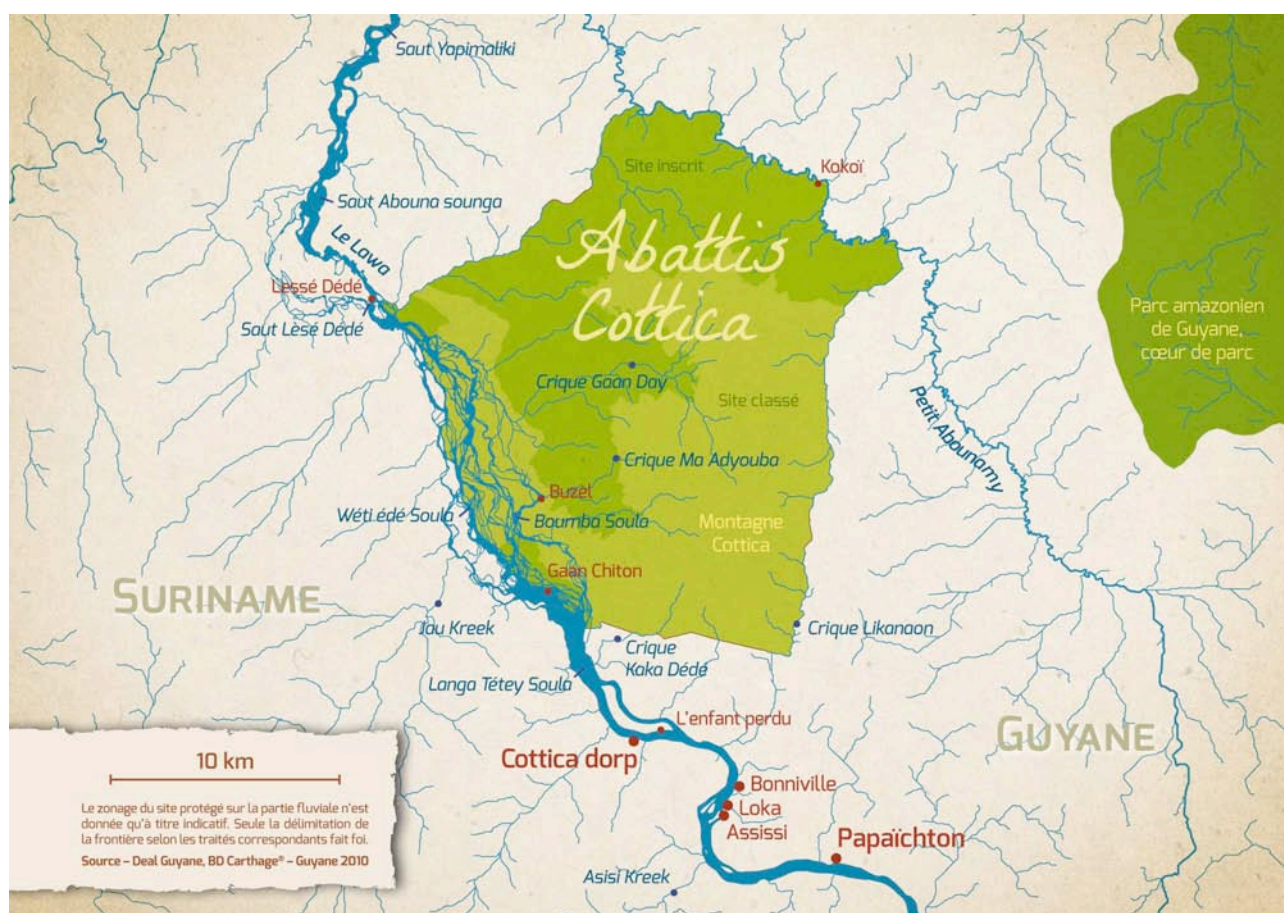 Saut Yapimaliki
Site inscrit
Kokoï
Saut Abouna sounga
Le Lawa
Abattis
Cottica
Lessé Dédé
Saut Lèsé Dédé
Parc amazonien
de Guyane,
cœur de parc
Crique Gaan Day
Site classé
Petit Abounamy
Crique Ma Adyouba
Buzel
Wéti édé Soula
Boumba Soula
Montagne
Cottica
Gaan Chiton
SURINAME
Jau Kreek
Crique
Kaka Dédé
Crique Likanaon
Langa Tétey Soula
L'enfant perdu
GUYANE
Cottica dorp
10 km
Bonniville
Loka
Assissi
Papaïchton
Le zonage du site protégé sur la partie fluviale n'est
donnée qu'à titre indicatif. Seule la délimitation de
la frontière selon les traités correspondants fait foi.
Source – Deal Guyane, BD Carthage® – Guyane 2010
Asisi Kreek